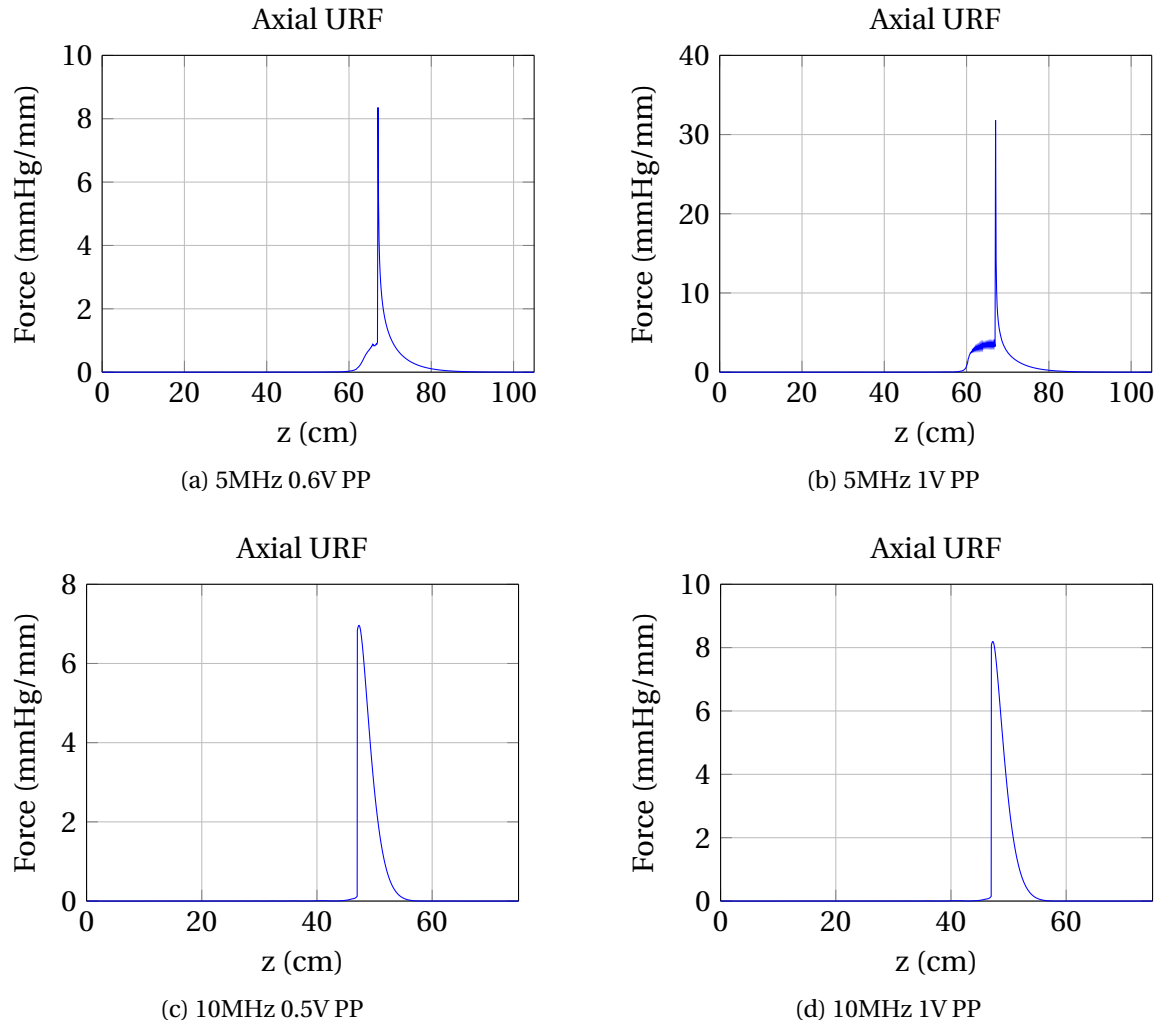 Axial URF
10
8
6
4
2
0
0 20 40 60 80 100
Force (mmHg/mm)
z (cm)
(a) 5MHz 0.6V PP
Axial URF
40
30
20
10
0
0 20 40 60 80 100
Force (mmHg/mm)
z (cm)
(b) 5MHz 1V PP
Axial URF
8
6
4
2
0
0 20 40 60
Force (mmHg/mm)
z (cm)
(c) 10MHz 0.5V PP
Axial URF
10
8
6
4
2
0
0 20 40 60
Force (mmHg/mm)
z (cm)
(d) 10MHz 1V PP